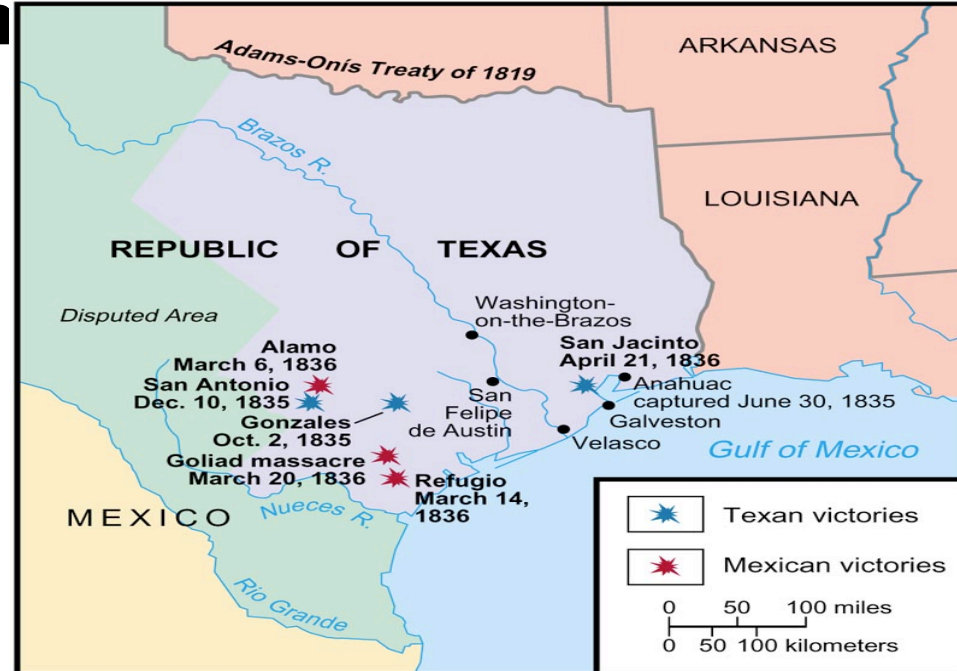 Adams-Onís Treaty of 1819
ARKANSAS
Brazos R.
LOUISIANA
REPUBLIC OF TEXAS
Disputed Area
Washington-
on-the-Brazos
San Jacinto
April 21, 1836
Alamo
March 6, 1836
San Antonio
Dec. 10, 1835
Gonzales
Oct. 2, 1835
Goliad massacre
March 20, 1836
San
Felipe
de Austin
Anahuac
captured June 30, 1835
Galveston
Velasco
Gulf of Mexico
Refugio
March 14,
1836
MEXICO
Nueces R.
Rio Grande
Texan victories
Mexican victories
0 50 100 miles
0 50 100 kilometers